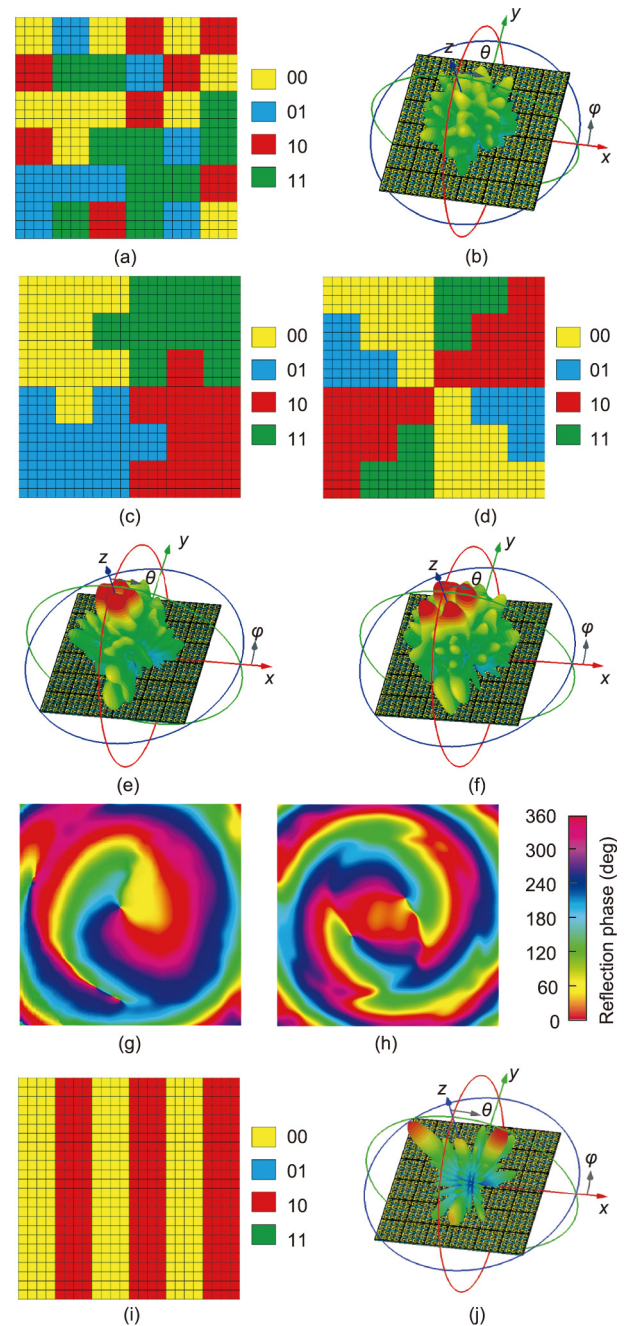 00
01
10
11
(a)
y
z
θ
φ
x
(b)
00
01
10
11
(c)
00
01
10
11
(d)
y
z
θ
φ
x
(e)
y
z
θ
φ
x
(f)
(g)
(h)
360
300
240
180
120
60
0
Reflection phase (deg)
00
01
10
11
(i)
y
z
θ
φ
x
(j)